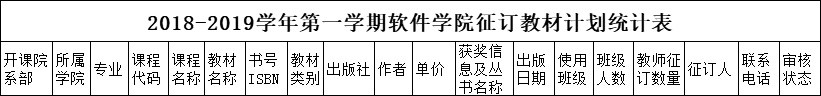 2018-2019学年第一学期软件学院征订教材计划统计表
开课院系部 所属学院 专业 课程代码 课程名称 教材名称 书号ISBN 教材类别 出版社 作者 单价 获奖信息及丛书名称 出版日期 使用班级 班级人数 教师征订数量 征订人 联系电话 审核状态